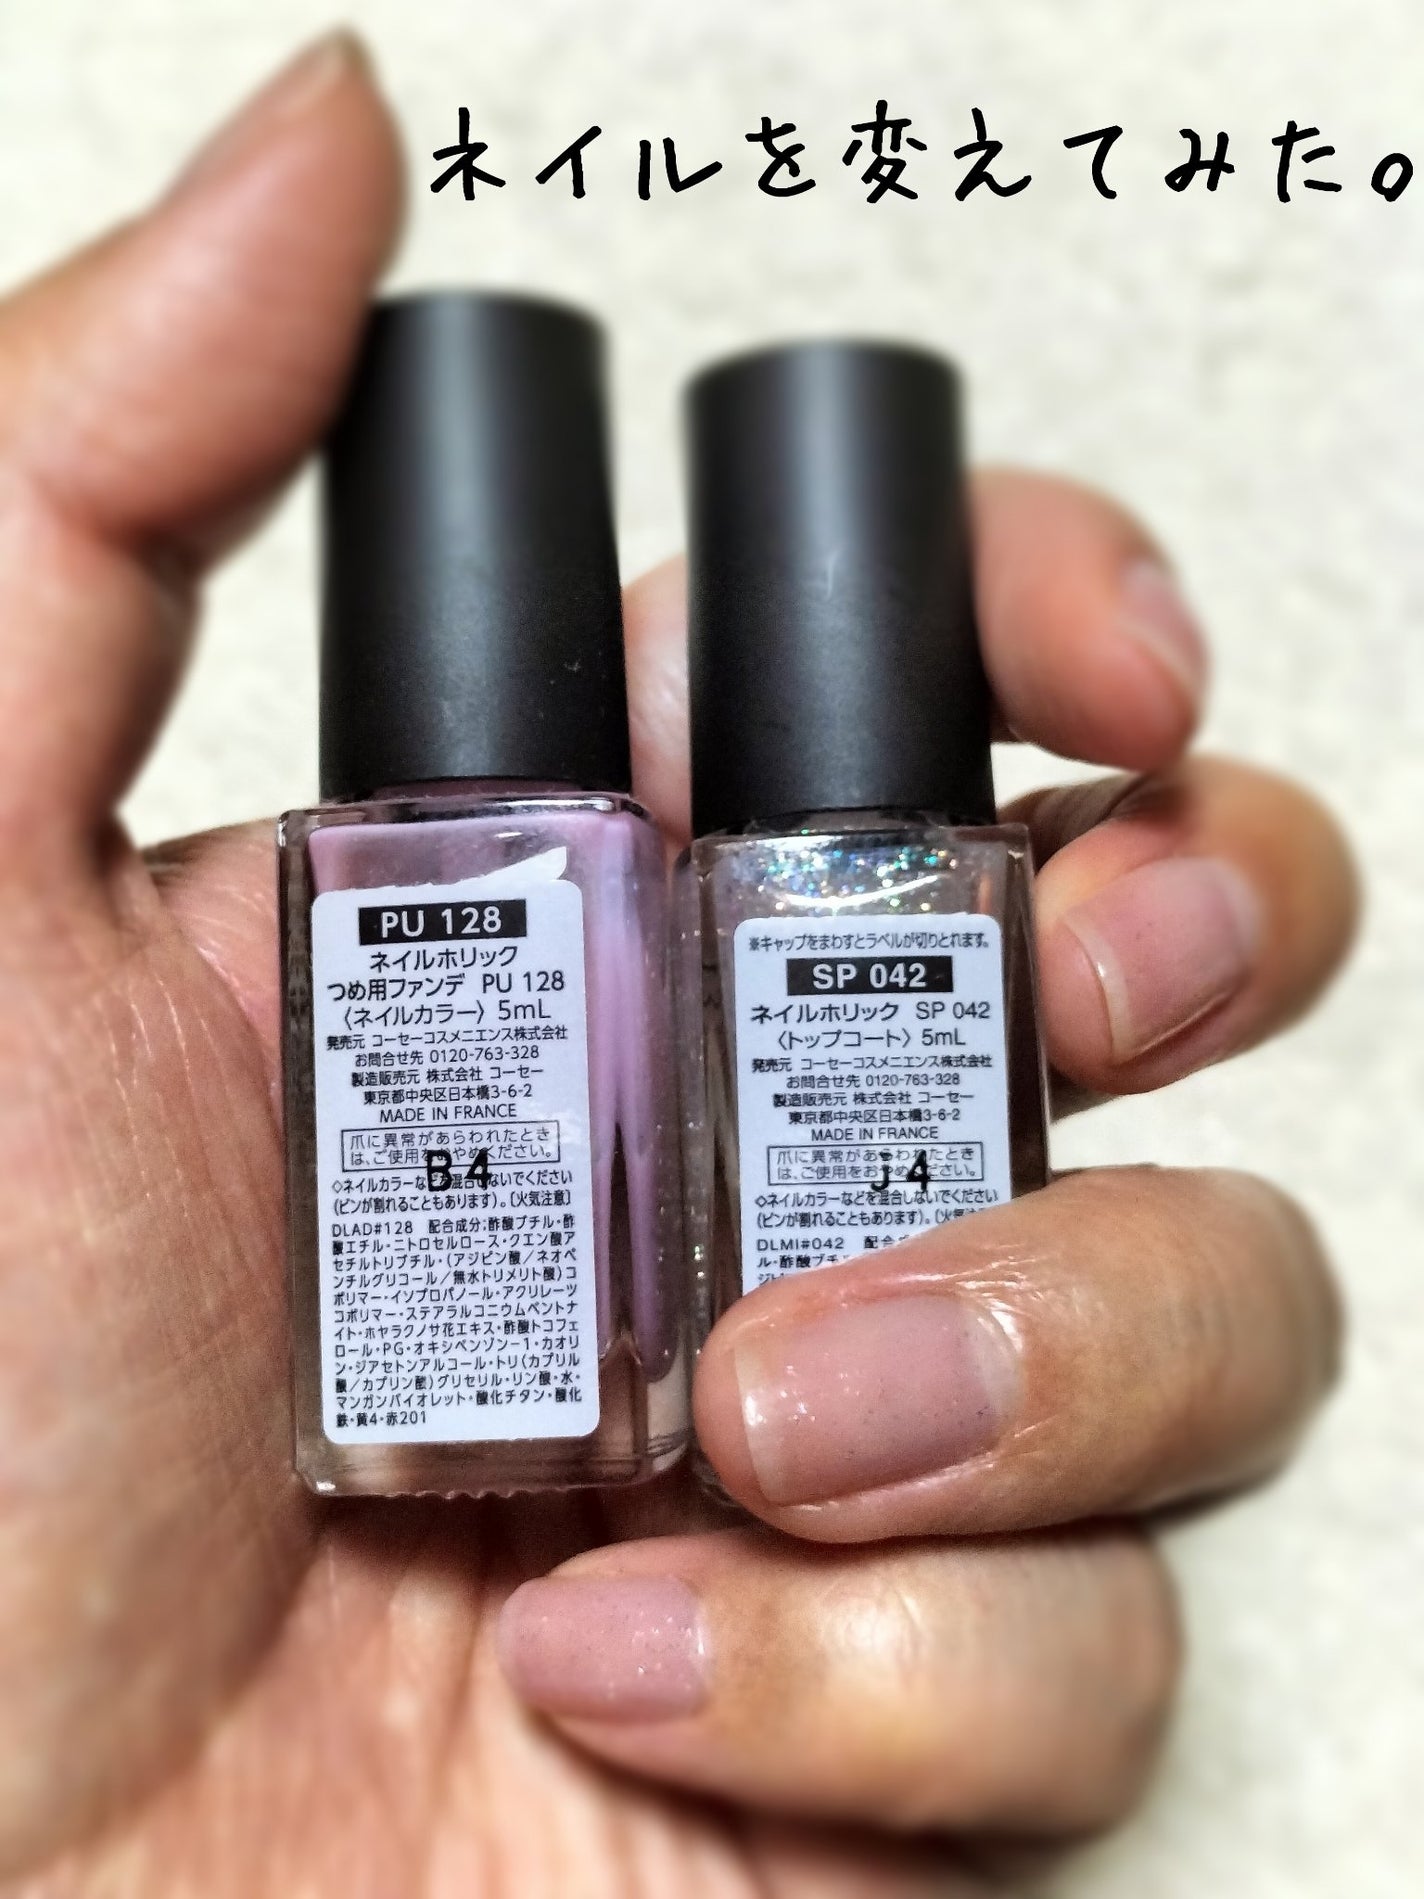 ネイルを変えてみた。
PU 128
ネイルホリック
つめ用ファンデ PU 128
〈ネイルカラー〉5mL
発売元 コーセーコスメニエンス株式会社
お問合せ先 0120-763-328
製造販売元 株式会社 コーセー
東京都中央区日本橋3-6-2
MADE IN FRANCE
爪に異常があらわれたとき
は、ご使用をおやめください。
B4
◇ネイルカラーなどを混合しないでください
(ビンが割れることもあります)。〔火気注意〕
DLAD#128 配合成分:酢酸ブチル・酢
酸エチル・ニトロセルロース・クエン酸ア
セチルトリブチル・(アジピン酸/ネオペ
ンチルグリコール/無水トリメリト酸)コ
ポリマー・イソプロパノール・アクリレーツ
コポリマー・ステアラルコニウムベントナ
イト・ホヤラクノサ花エキス・酢酸トコフェ
ロール・PG・オキシベンゾン-1・カオリ
ン・ジアセトンアルコール・トリ(カプリル
酸/カプリン酸)グリセリル・リン酸・水・
マンガンバイオレット・酸化チタン・酸化
鉄・黄4・赤201
※キャップをまわすとラベルが切りとれます。
SP 042
ネイルホリック SP 042
〈トップコート〉5mL
発売元 コーセーコスメニエンス株式会社
お問合せ先 0120-763-328
製造販売元 株式会社 コーセー
東京都中央区日本橋3-6-2
MADE IN FRANCE
爪に異常があらわれたとき
は、ご使用をおやめください。
J4
◇ネイルカラーなどを混合しないでください
(ビンが割れることもあります)。〔火気
DLMI#042 配合
ル・酢酸ブチ